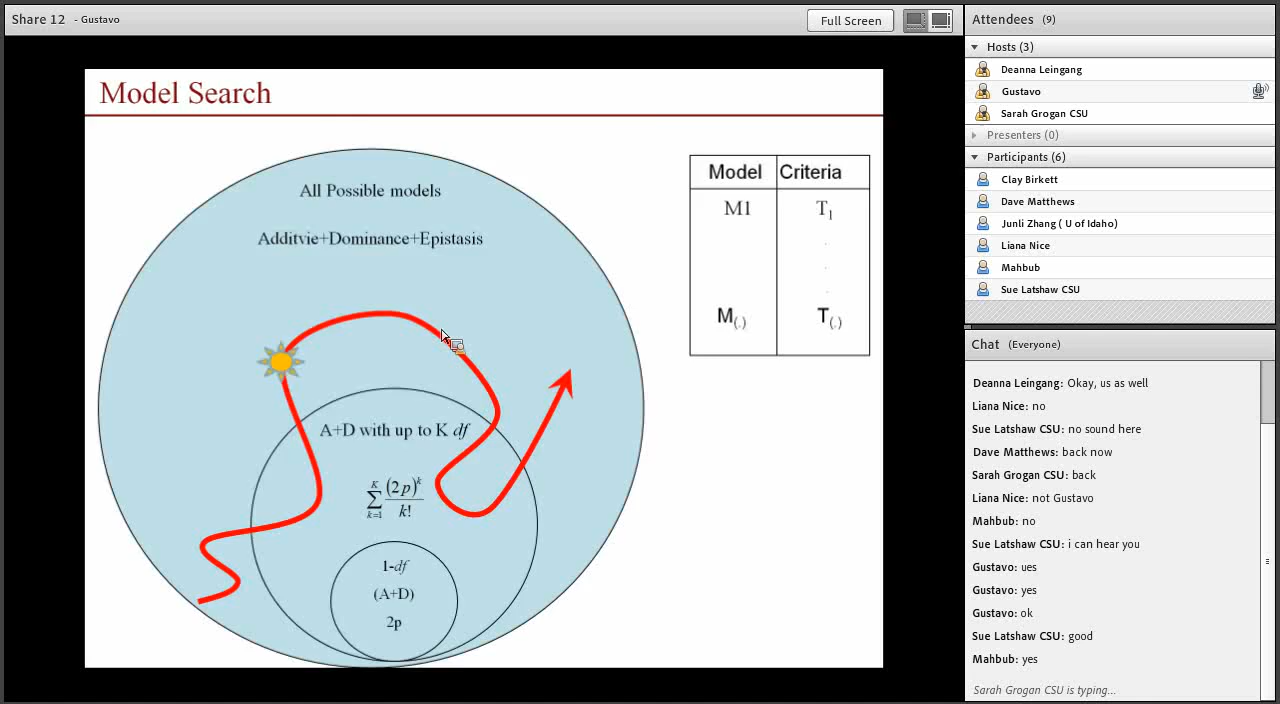 Share 12 - Gustavo
Full Screen
Model Search
All Possible models
Additvie+Dominance+Epistasis
A+D with up to K df
K
∑ (2p)^k
k=1 k!
1-df
(A+D)
2p
Model Criteria
M1 T1
.
.
.
M(.) T(.)
Attendees (9)
Hosts (3)
Deanna Leingang
Gustavo
Sarah Grogan CSU
Presenters (0)
Participants (6)
Clay Birkett
Dave Matthews
Junli Zhang ( U of Idaho)
Liana Nice
Mahbub
Sue Latshaw CSU
Chat (Everyone)
Deanna Leingang: Okay, us as well
Liana Nice: no
Sue Latshaw CSU: no sound here
Dave Matthews: back now
Sarah Grogan CSU: back
Liana Nice: not Gustavo
Mahbub: no
Sue Latshaw CSU: i can hear you
Gustavo: ues
Gustavo: yes
Gustavo: ok
Sue Latshaw CSU: good
Mahbub: yes
Sarah Grogan CSU is typing...